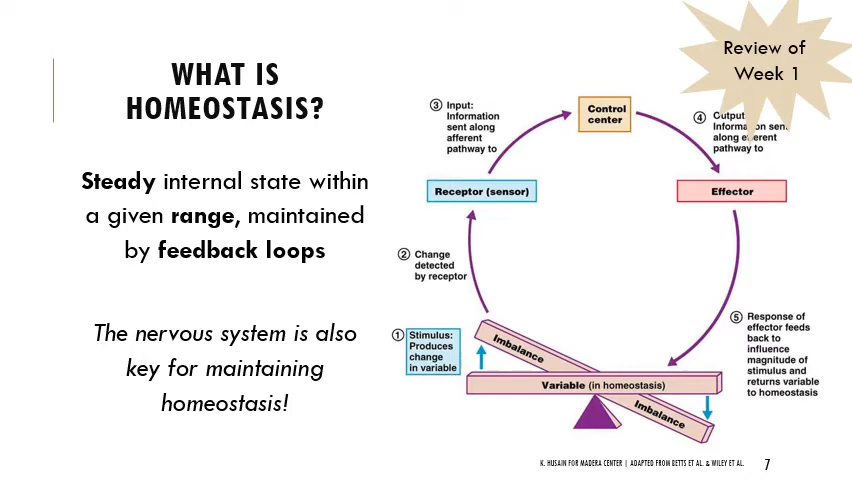 Review of
Week 1
WHAT IS
HOMEOSTASIS?
Steady internal state within
a given range, maintained
by feedback loops
The nervous system is also
key for maintaining
homeostasis!
③ Input:
Information
sent along
afferent
pathway to
Control
center
④ Output:
Information sent
along efferent
pathway to
Receptor (sensor)
Effector
② Change
detected
by receptor
① Stimulus:
Produces
change
in variable
Imbalance
Variable (in homeostasis)
Imbalance
⑤ Response of
effector feeds
back to
influence
magnitude of
stimulus and
returns variable
to homeostasis
K. HUSAIN FOR MADERA CENTER | ADAPTED FROM BETTS ET AL. & WILEY ET AL.
7